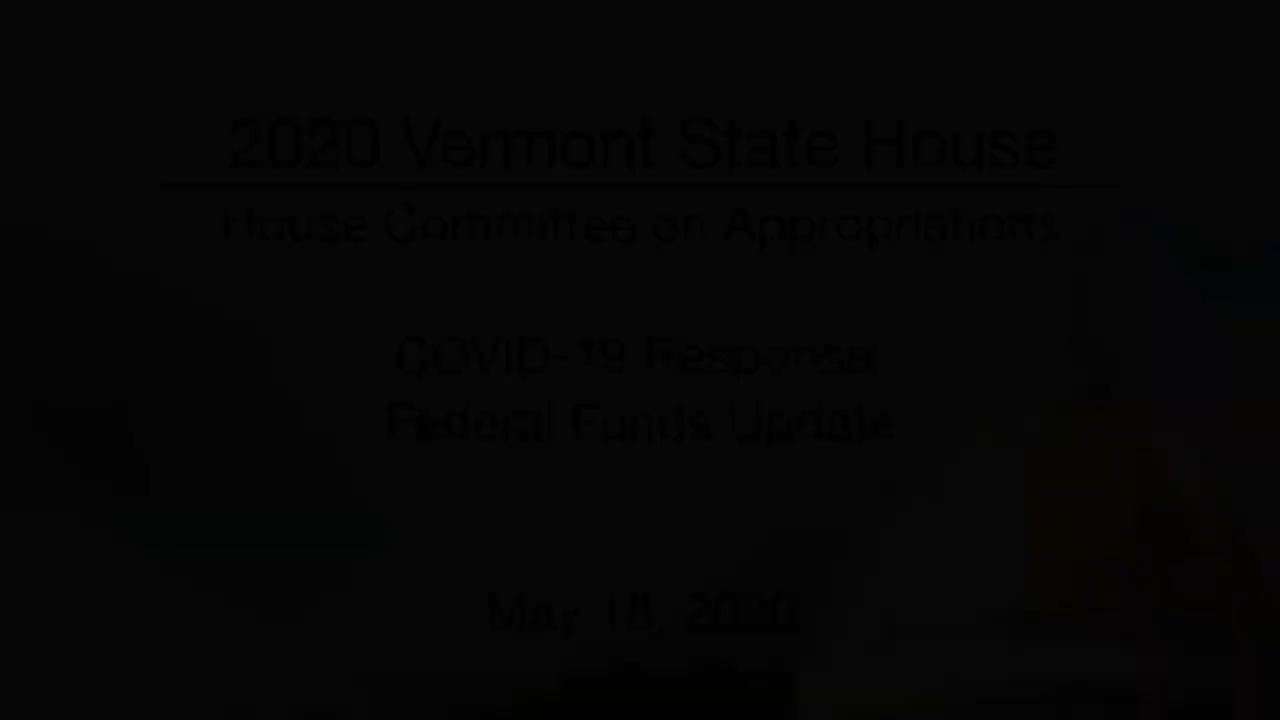 2020 Vermont State House
House Committee on Appropriations
COVID-19 Response
Federal Funds Update
May 18, 2020